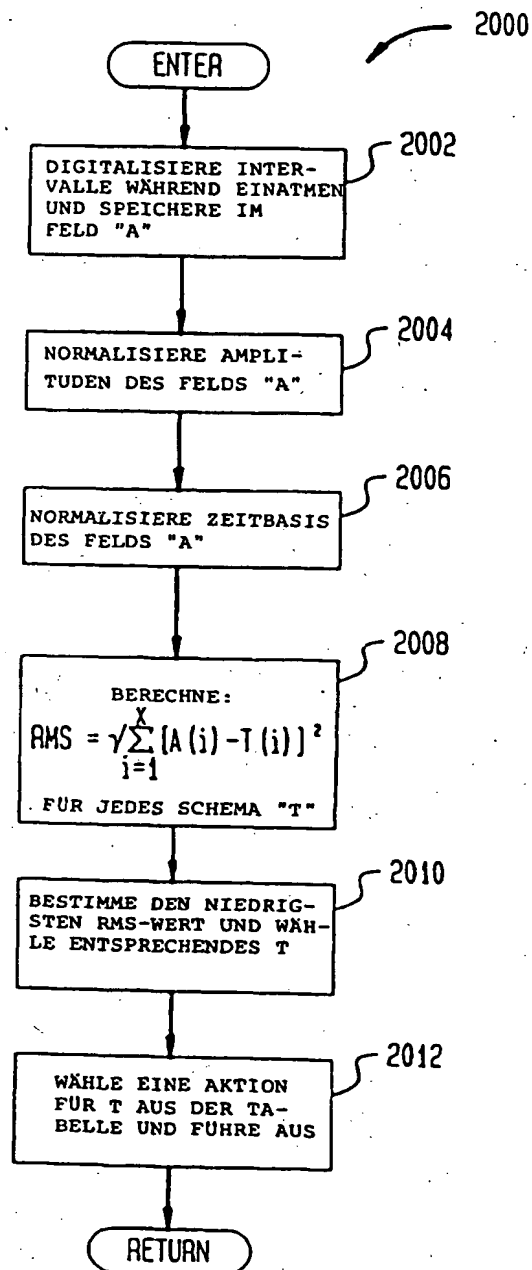 2000
ENTER
2002
DIGITALISIERE INTER-
VALLE WÄHREND EINATMEN
UND SPEICHERE IM
FELD "A"
2004
NORMALISIERE AMPLI-
TUDEN DES FELDS "A"
2006
NORMALISIERE ZEITBASIS
DES FELDS "A"
2008
BERECHNE:
RMS = √∑[A(i)-T(i)]²
X
i=1
FÜR JEDES SCHEMA "T"
2010
BESTIMME DEN NIEDRIG-
STEN RMS-WERT UND WÄH-
LE ENTSPRECHENDES T
2012
WÄHLE EINE AKTION
FÜR T AUS DER TA-
BELLE UND FÜHRE AUS
RETURN